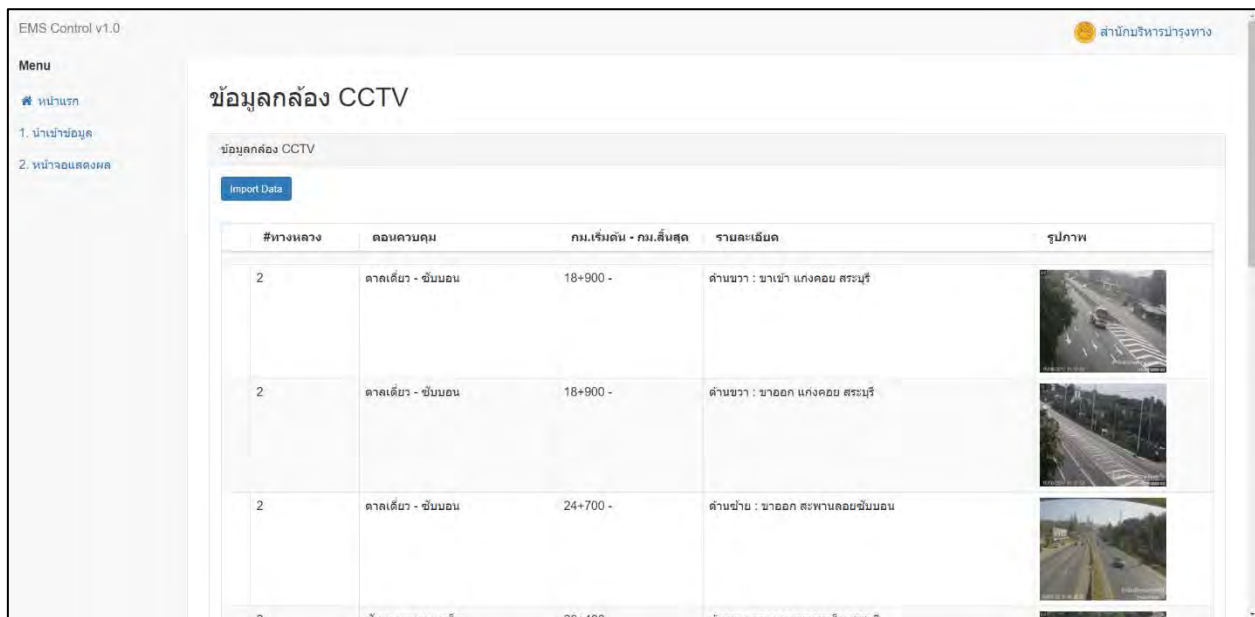 EMS Control v1.0
สำนักบริหารบำรุงทาง
Menu
หน้าแรก
1. นำเข้าข้อมูล
2. หน้าจอแสดงผล
ข้อมูลกล้อง CCTV
ข้อมูลกล้อง CCTV
Import Data
#ทางหลวง ตอนควบคุม กม.เริ่มต้น - กม.สิ้นสุด รายละเอียด รูปภาพ
2 ตาลเดี่ยว - ซับบอน 18+900 - ด้านขวา : ขาเข้า แก่งคอย สระบุรี
2 ตาลเดี่ยว - ซับบอน 18+900 - ด้านขวา : ขาออก แก่งคอย สระบุรี
2 ตาลเดี่ยว - ซับบอน 24+700 - ด้านซ้าย : ขาออก สะพานลอยซับบอน